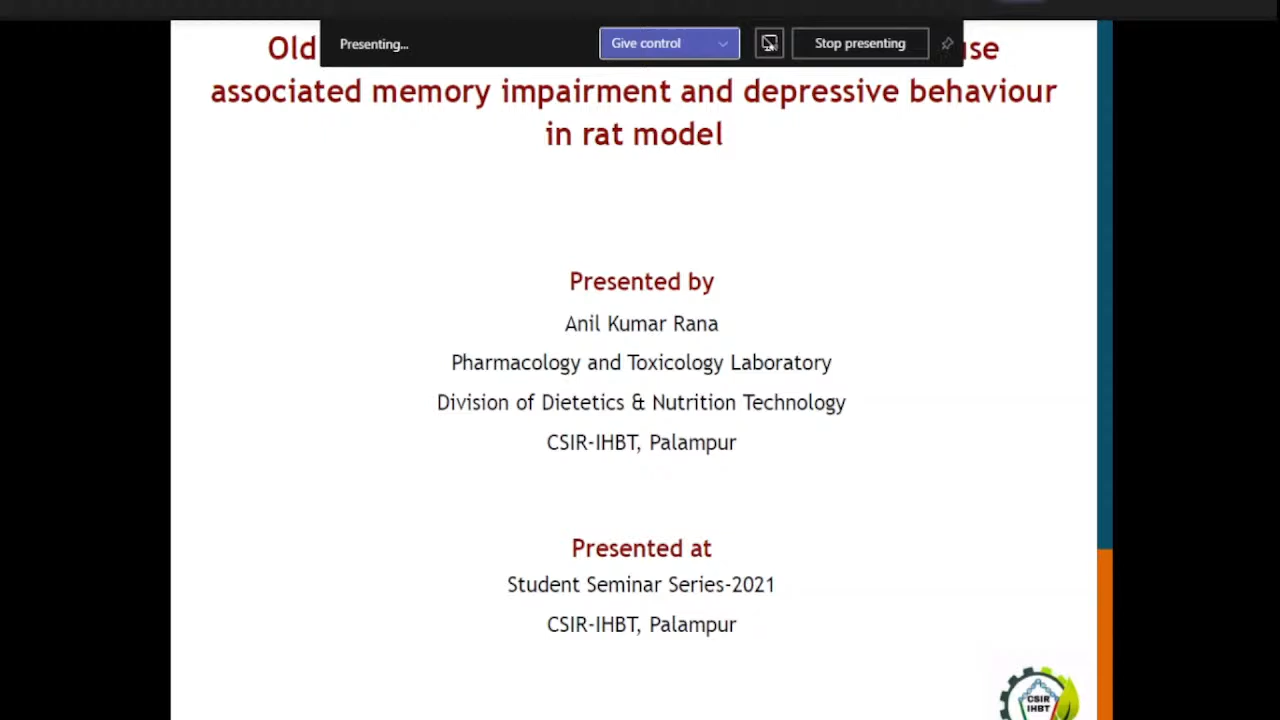 Presenting...
Give control
Stop presenting
Old
associated memory impairment and depressive behaviour
in rat model
Presented by
Anil Kumar Rana
Pharmacology and Toxicology Laboratory
Division of Dietetics & Nutrition Technology
CSIR-IHBT, Palampur
Presented at
Student Seminar Series-2021
CSIR-IHBT, Palampur
CSIR
IHBT